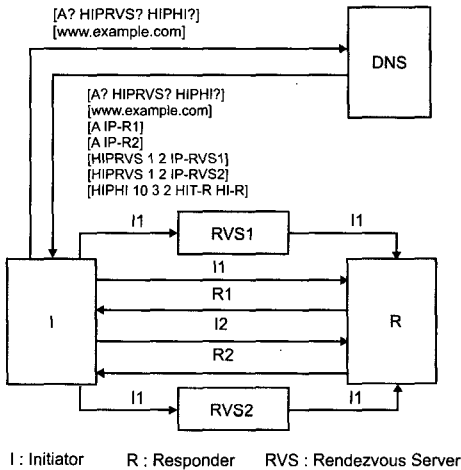 [A? HIPRVS? HIPHI?]
[www.example.com]
DNS
[A? HIPRVS? HIPHI?]
[www.example.com]
[A IP-R1]
[A IP-R2]
[HIPRVS 1 2 IP-RVS1]
[HIPRVS 1 2 IP-RVS2]
[HIPHI 10 3 2 HIT-R HI-R]
I1
RVS1
I1
I1
R1
I
I2
R
R2
I1
RVS2
I1
I : Initiator R : Responder RVS : Rendezvous Server